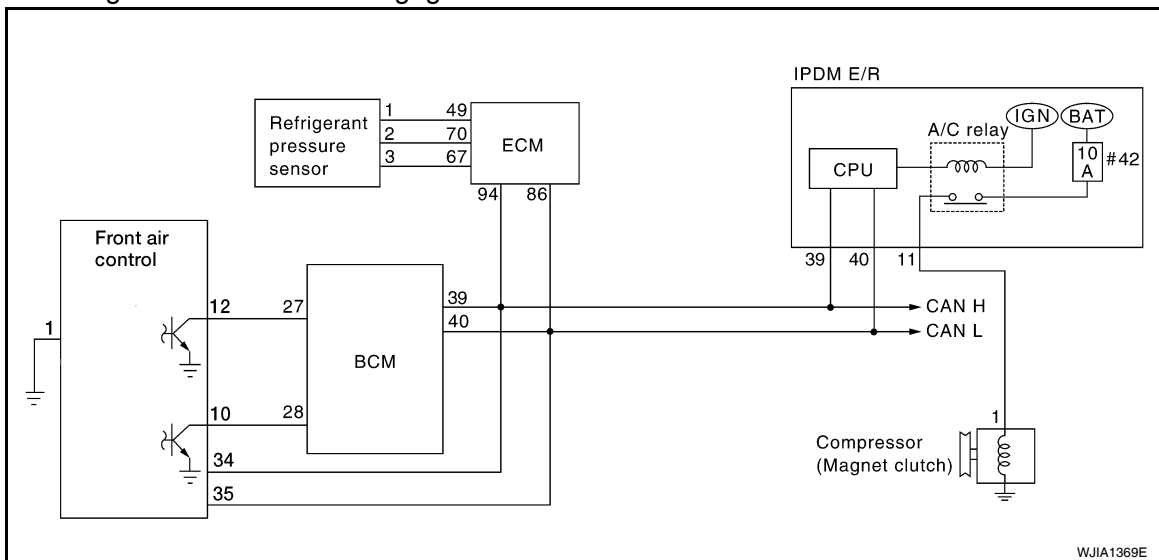 IPDM E/R
A/C relay
IGN
BAT
10
A
#42
CPU
39
40
11
Refrigerant
pressure
sensor
1
2
3
49
70
67
ECM
94
86
Front air
control
1
12
27
10
28
34
35
BCM
39
40
CAN H
CAN L
1
Compressor
(Magnet clutch)
WJIA1369E